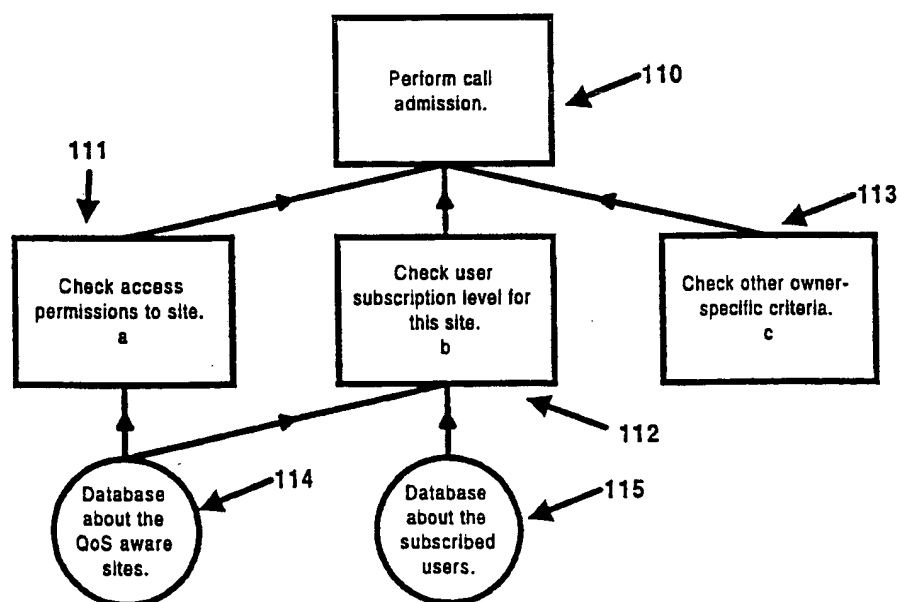 Perform call
admission.
110
111
113
Check access
permissions to site.
a
Check user
subscription level for
this site.
b
Check other owner-
specific criteria.
c
112
114
115
Database
about the
QoS aware
sites.
Database
about the
subscribed
users.